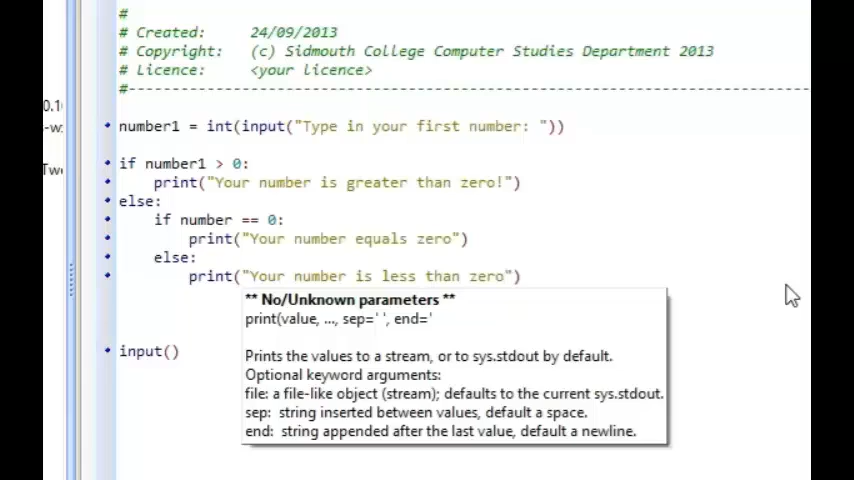 #
# Created: 24/09/2013
# Copyright: (c) Sidmouth College Computer Studies Department 2013
# Licence: <your licence>
#-------------------------------------------------------------------------------
number1 = int(input("Type in your first number: "))
if number1 > 0:
print("Your number is greater than zero!")
else:
if number == 0:
print("Your number equals zero")
else:
print("Your number is less than zero")
** No/Unknown parameters **
print(value, ..., sep=' ', end='
input()
Prints the values to a stream, or to sys.stdout by default.
Optional keyword arguments:
file: a file-like object (stream); defaults to the current sys.stdout.
sep: string inserted between values, default a space.
end: string appended after the last value, default a newline.